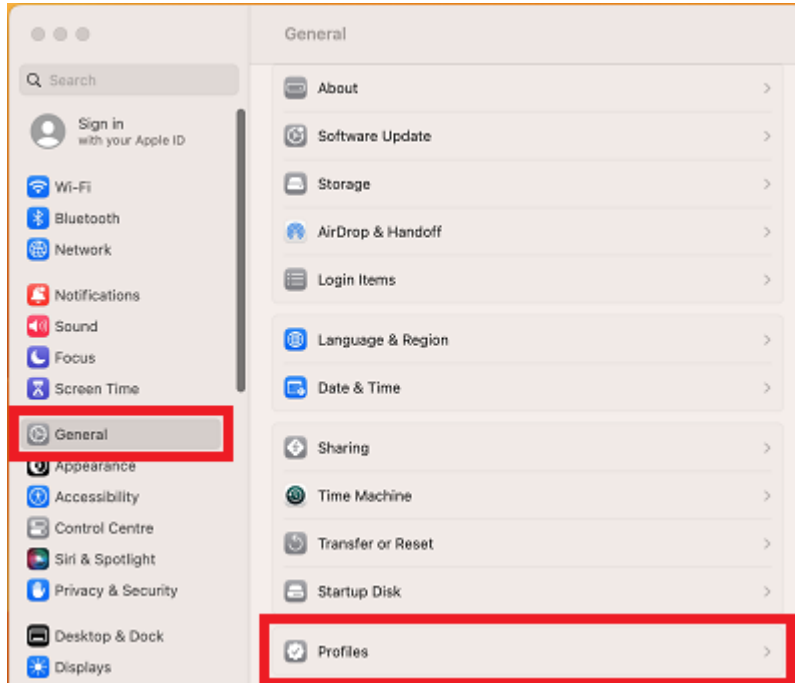 General
Search
Sign in
with your Apple ID
Wi-Fi
Bluetooth
Network
Notifications
Sound
Focus
Screen Time
General
Appearance
Accessibility
Control Centre
Siri & Spotlight
Privacy & Security
Desktop & Dock
Displays
About
Software Update
Storage
AirDrop & Handoff
Login Items
Language & Region
Date & Time
Sharing
Time Machine
Transfer or Reset
Startup Disk
Profiles